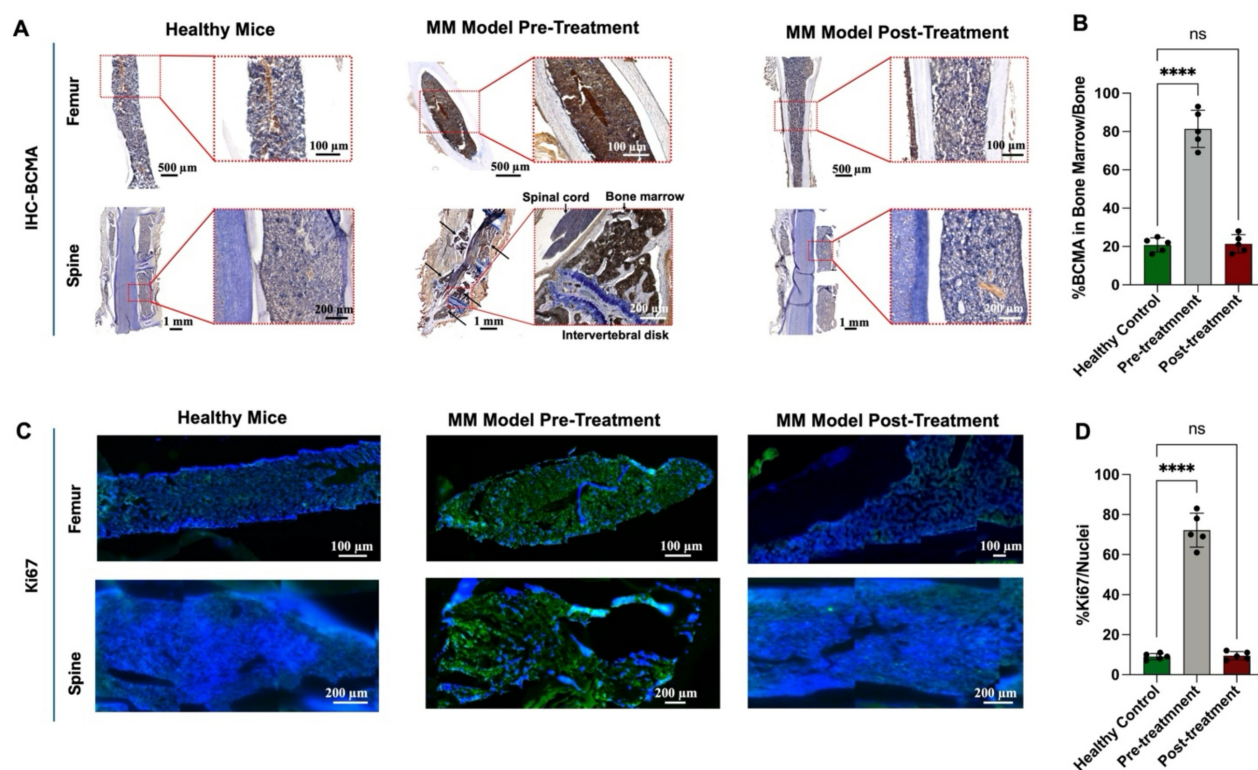 A
Healthy Mice
MM Model Pre-Treatment
MM Model Post-Treatment
IHC-BCMA
Femur
500 µm
100 µm
500 µm
100 µm
500 µm
100 µm
Spine
1 mm
200 µm
Spinal cord
Bone marrow
1 mm
200 µm
Intervertebral disk
1 mm
200 µm
B
ns
****
%BCMA in Bone Marrow/Bone
100
80
60
40
20
0
Healthy Control
Pre-treatmnent
Post-treatment
C
Healthy Mice
MM Model Pre-Treatment
MM Model Post-Treatment
Ki67
Femur
100 µm
100 µm
100 µm
Spine
200 µm
200 µm
200 µm
D
ns
****
%Ki67/Nuclei
100
80
60
40
20
0
Healthy Control
Pre-treatmnent
Post-treatment